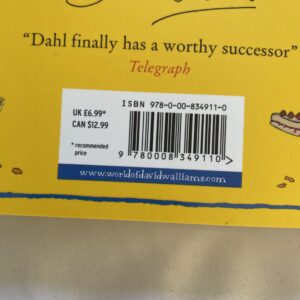 “Dahl finally has a worthy successor”
Telegraph
ISBN 978-0-00-834911-0
UK £6.99*
CAN $12.99
* recommended
price
9 780008 349110 >
www.worldofdavidwalliams.com